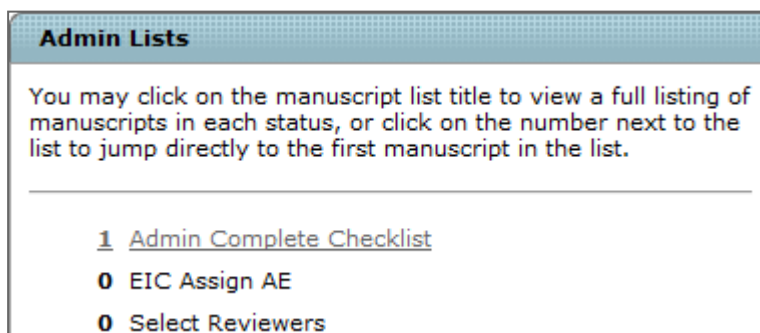 Admin Lists
You may click on the manuscript list title to view a full listing of
manuscripts in each status, or click on the number next to the
list to jump directly to the first manuscript in the list.
1 Admin Complete Checklist
0 EIC Assign AE
0 Select Reviewers